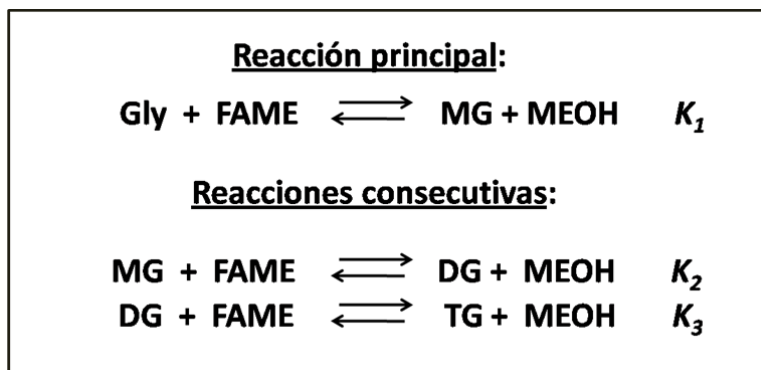 Reacción principal:
Gly + FAME ⇌ MG + MEOH K1
Reacciones consecutivas:
MG + FAME ⇌ DG + MEOH K2
DG + FAME ⇌ TG + MEOH K3